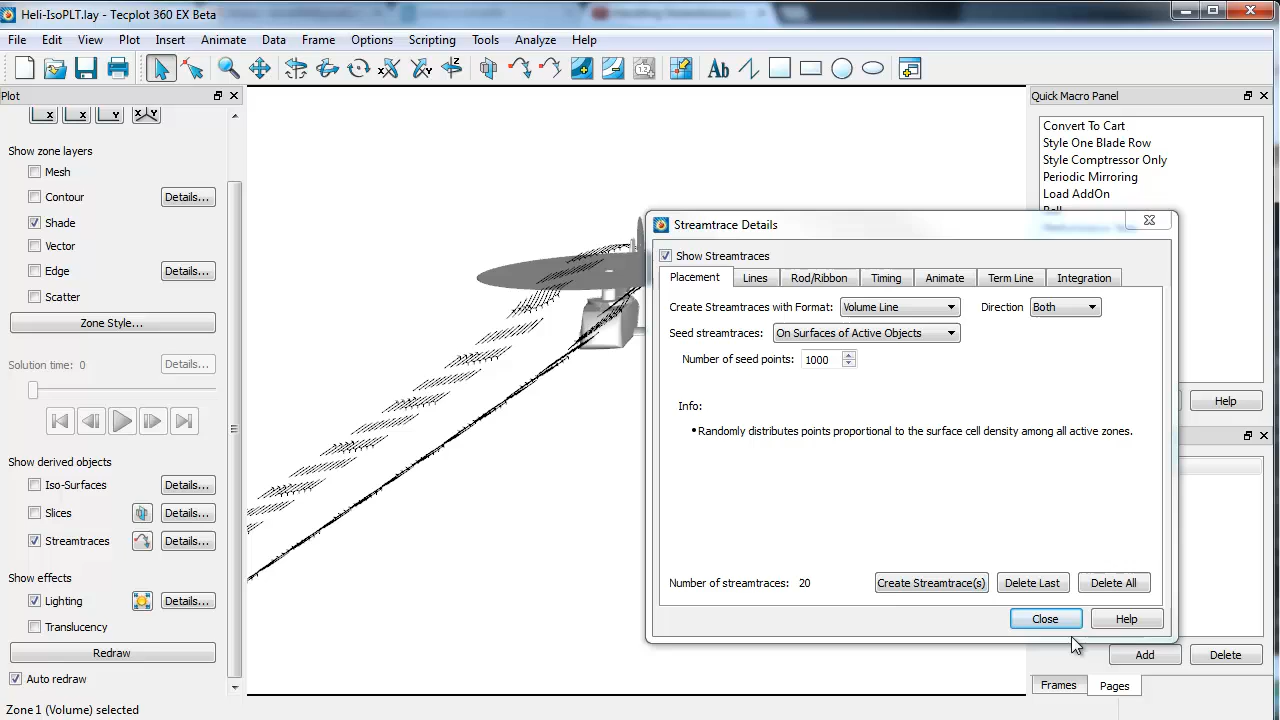 Heli-IsoPLT.lay - Tecplot 360 EX Beta
File Edit View Plot Insert Animate Data Frame Options Scripting Tools Analyze Help
Plot
Quick Macro Panel
Show zone layers
Mesh
Contour Details...
Shade
Vector
Edge Details...
Scatter
Zone Style...
Solution time: 0 Details...
Show derived objects
Iso-Surfaces Details...
Slices Details...
Streamtraces Details...
Show effects
Lighting Details...
Translucency
Redraw
Auto redraw
Zone 1 (Volume) selected
Convert To Cart
Style One Blade Row
Style Comptressor Only
Periodic Mirroring
Load AddOn
Streamtrace Details
Show Streamtraces
Placement Lines Rod/Ribbon Timing Animate Term Line Integration
Create Streamtraces with Format: Volume Line Direction Both
Seed streamtraces: On Surfaces of Active Objects
Number of seed points: 1000
Info:
•Randomly distributes points proportional to the surface cell density among all active zones.
Number of streamtraces: 20 Create Streamtrace(s) Delete Last Delete All
Close Help
Help
Add Delete
Frames Pages